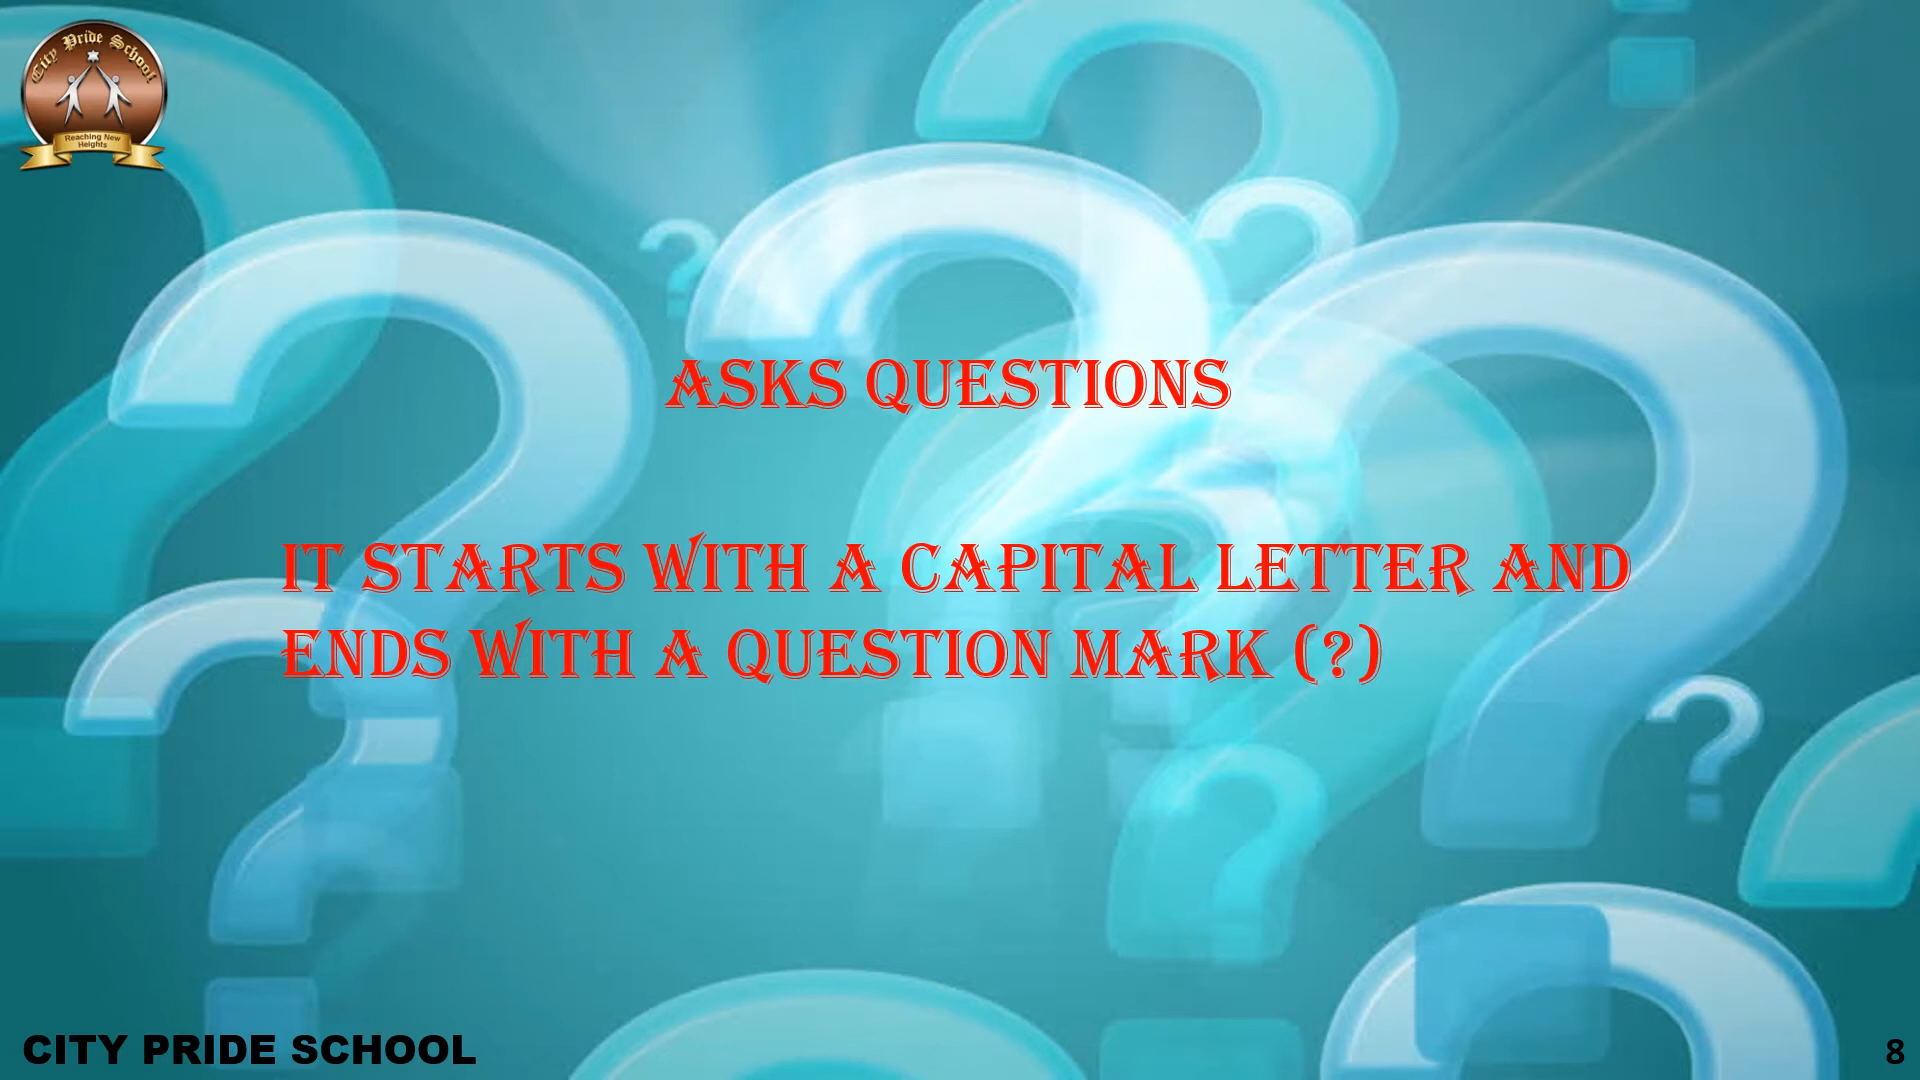 City Pride School
Reaching New
Heights
ASKS QUESTIONS
IT STARTS WITH A CAPITAL LETTER AND
ENDS WITH A QUESTION MARK (?)
CITY PRIDE SCHOOL
8